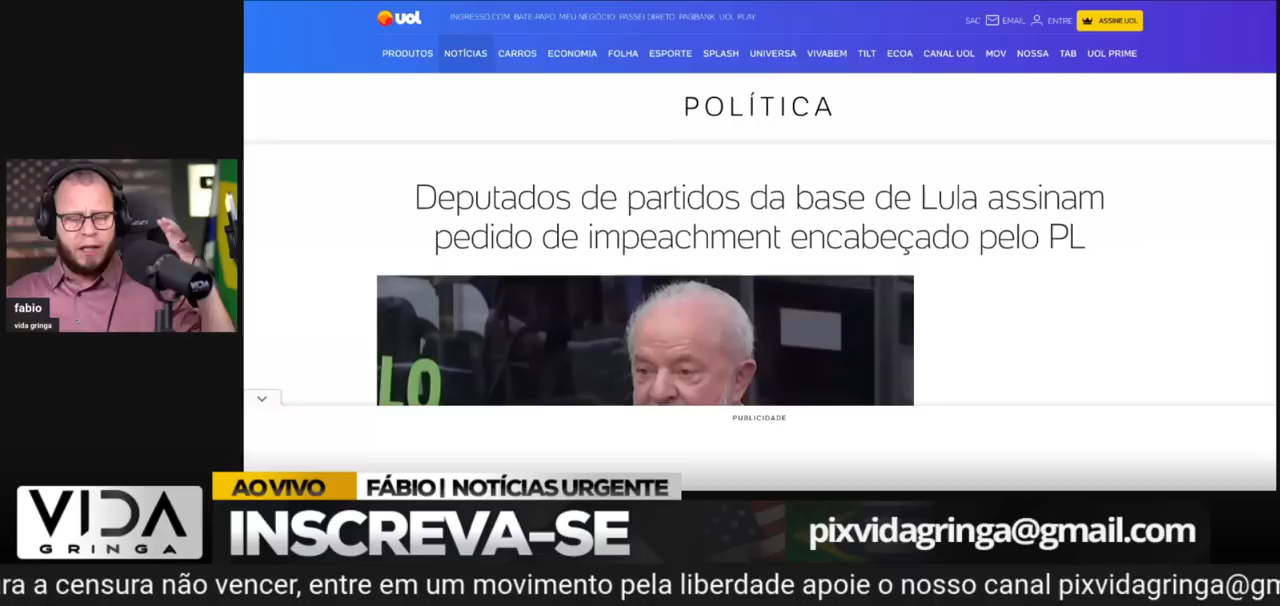 uol
INGRESSO.COM BATE-PAPO MEU NEGÓCIO PASSEI DIRETO PAGBANK UOL PLAY
SAC EMAIL ENTRE ASSINE UOL
PRODUTOS NOTÍCIAS CARROS ECONOMIA FOLHA ESPORTE SPLASH UNIVERSA VIVABEM TILT ECOA CANAL UOL MOV NOSSA TAB UOL PRIME
POLÍTICA
Deputados de partidos da base de Lula assinam
pedido de impeachment encabeçado pelo PL
LO
fabio
vida gringa
PUBLICIDADE
AO VIVO FÁBIO | NOTÍCIAS URGENTE
VIDA
GRINGA
INSCREVA-SE
pixvidagringa@gmail.com
ra a censura não vencer, entre em um movimento pela liberdade apoie o nosso canal pixvidagringa@gm